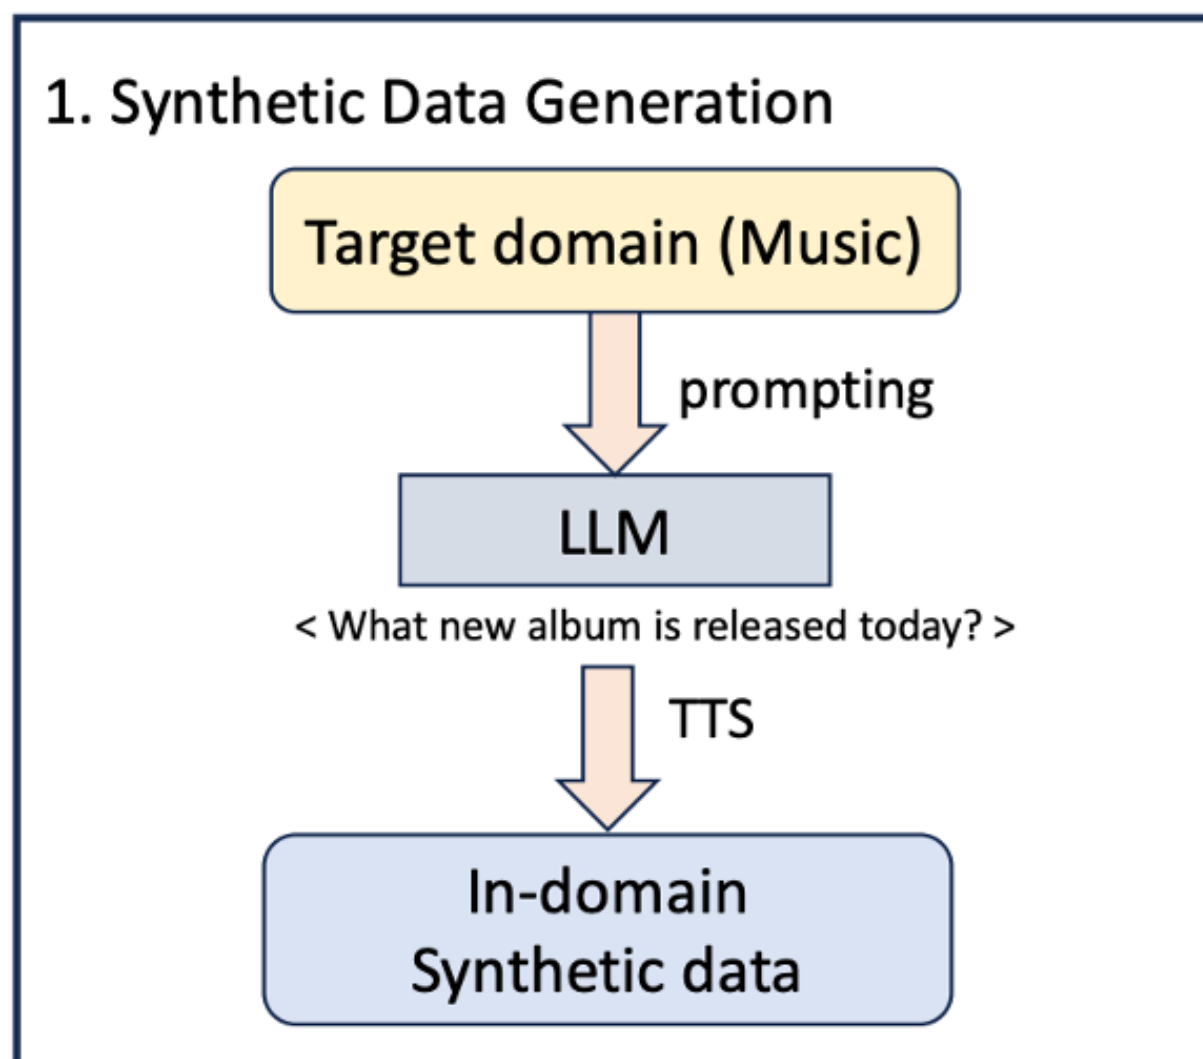 1. Synthetic Data Generation
Target domain (Music)
prompting
LLM
< What new album is released today? >
TTS
In-domain
Synthetic data